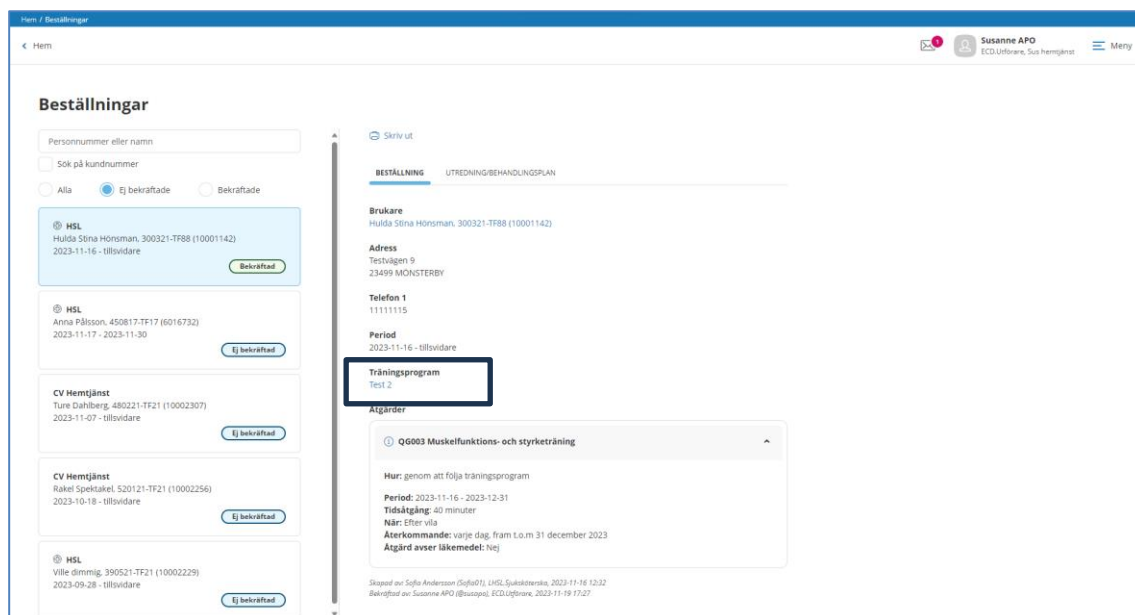 Hem / Beställningar
Hem
1
Susanne APO
ECD.Utförare, Sus hemtjänst
Meny
Beställningar
Personnummer eller namn
Sök på kundnummer
Alla
Ej bekräftade
Bekräftade
HSL
Hulda Stina Hönsman, 300321-TF88 (10001142)
2023-11-16 - tillsvidare
Bekräftad
HSL
Anna Pålsson, 450817-TF17 (6016732)
2023-11-17 - 2023-11-30
Ej bekräftad
CV Hemtjänst
Ture Dahlberg, 480221-TF21 (10002307)
2023-11-07 - tillsvidare
Ej bekräftad
CV Hemtjänst
Rakel Spektakel, 520121-TF21 (10002256)
2023-10-18 - tillsvidare
Ej bekräftad
HSL
Ville dimmig, 390521-TF21 (10002229)
2023-09-28 - tillsvidare
Ej bekräftad
Skriv ut
BESTÄLLNING
UTREDNING/BEHANDLINGSPLAN
Brukare
Hulda Stina Hönsman, 300321-TF88 (10001142)
Adress
Testvägen 9
23499 MÖNSTERBY
Telefon 1
11111115
Period
2023-11-16 - tillsvidare
Träningsprogram
Test 2
Åtgärder
QG003 Muskelfunktions- och styrketräning
Hur: genom att följa träningsprogram
Period: 2023-11-16 - 2023-12-31
Tidsåtgång: 40 minuter
När: Efter vila
Återkommande: varje dag, fram t.o.m 31 december 2023
Åtgärd avser läkemedel: Nej
Skapad av: Sofia Andersson (Sofia01), LHSL.Sjuksköterska, 2023-11-16 12:32
Bekräftad av: Susanne APO (@susapo), ECD.Utförare, 2023-11-19 17:27